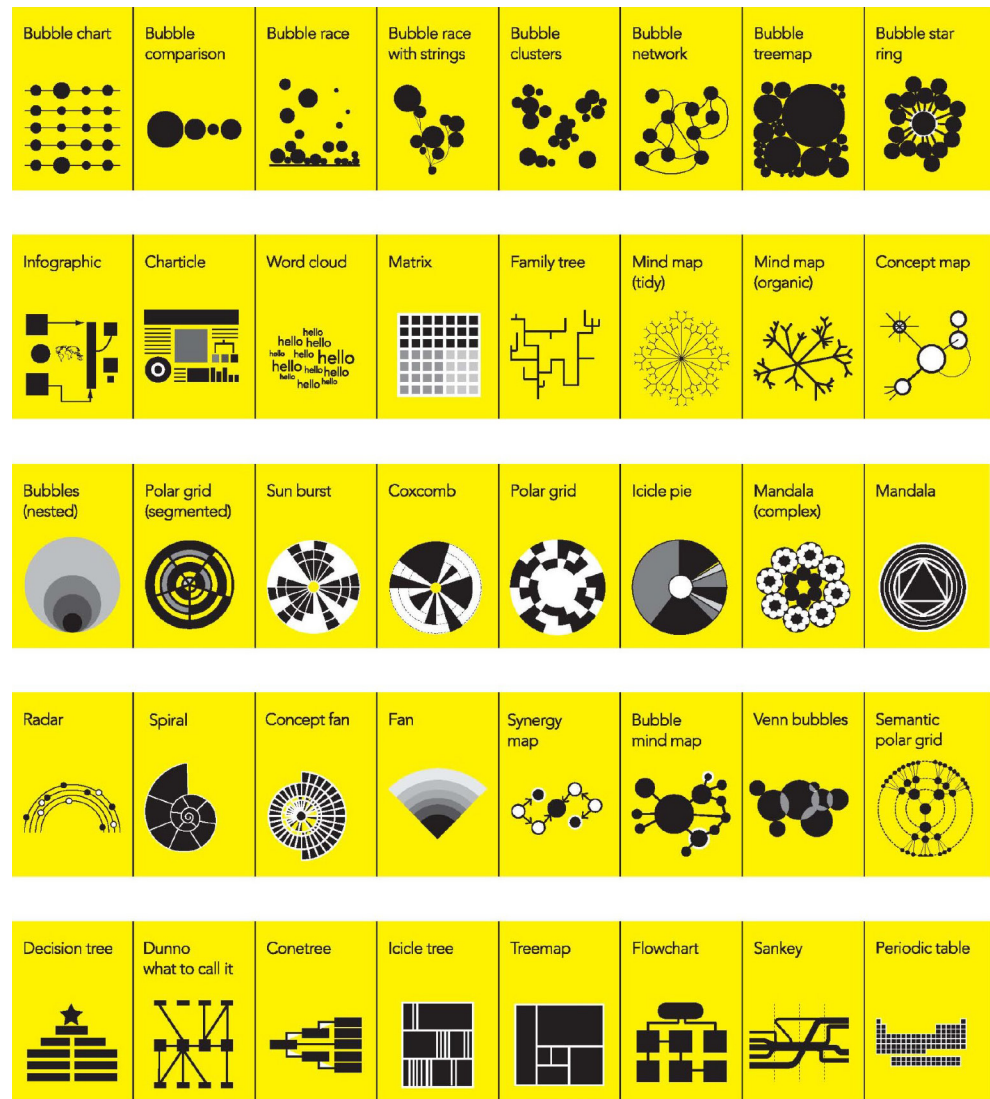 Bubble chart
Bubble
comparison
Bubble race
Bubble race
with strings
Bubble
clusters
Bubble
network
Bubble
treemap
Bubble star
ring
Infographic
Charticle
Word cloud
hello
hello hello
hello hello hello
hello hello hello
hello hello hello
Matrix
Family tree
Mind map
(tidy)
Mind map
(organic)
Concept map
Bubbles
(nested)
Polar grid
(segmented)
Sun burst
Coxcomb
Polar grid
Icicle pie
Mandala
(complex)
Mandala
Radar
Spiral
Concept fan
Fan
Synergy
map
Bubble
mind map
Venn bubbles
Semantic
polar grid
Decision tree
Dunno
what to call it
Conetree
Icicle tree
Treemap
Flowchart
Sankey
Periodic table